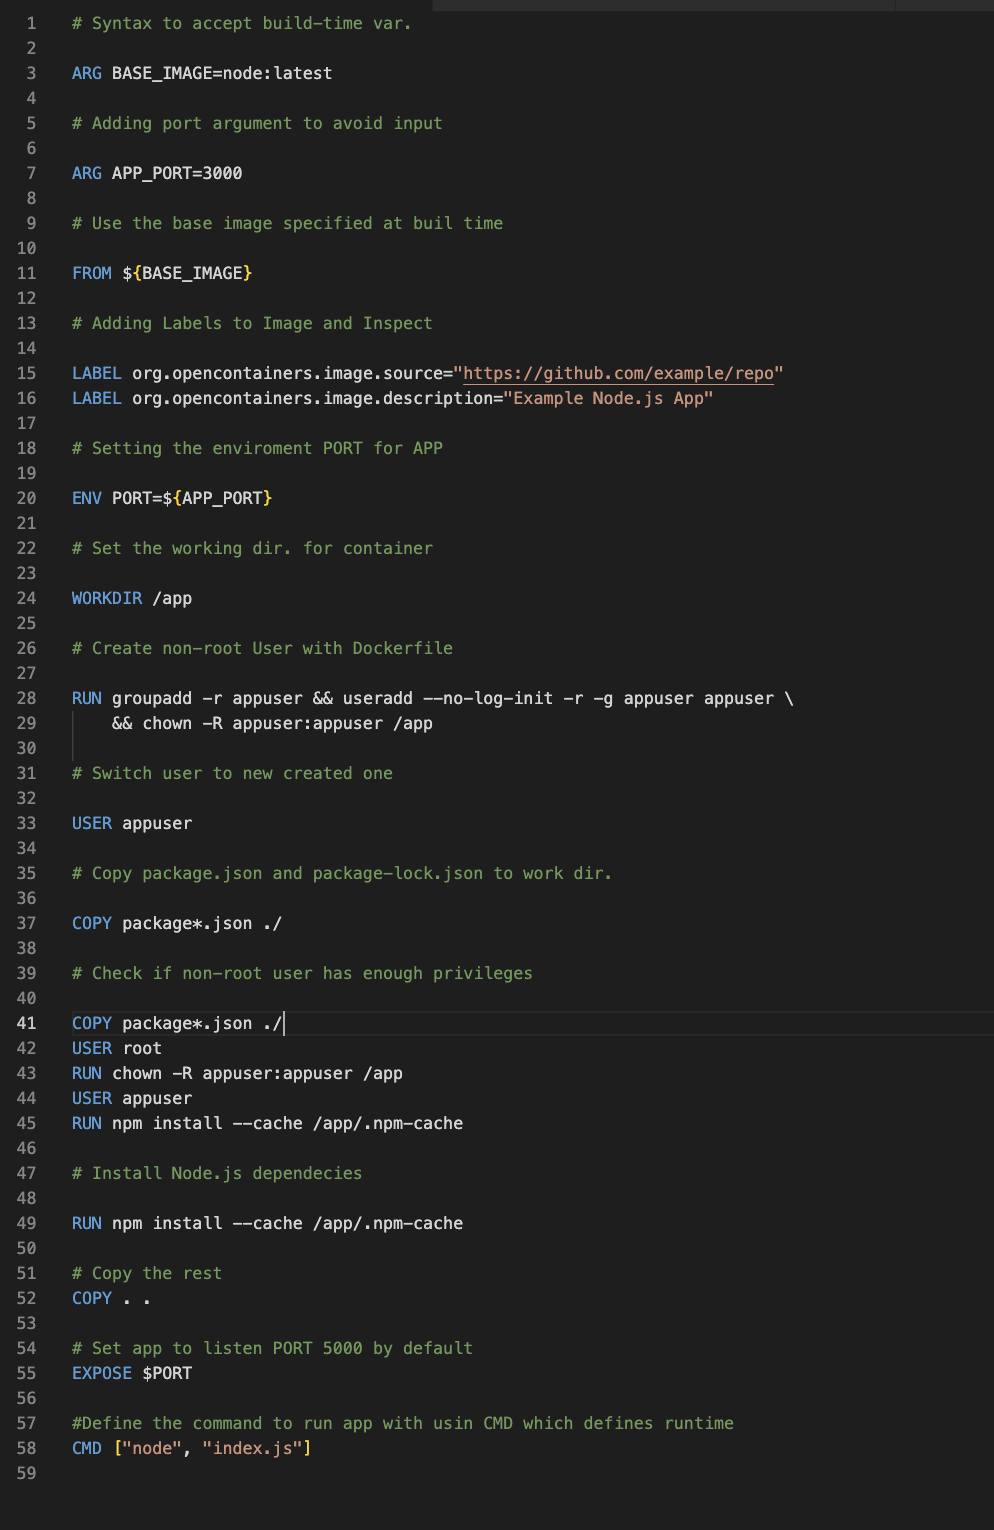 1 # Syntax to accept build-time var.
2
3 ARG BASE_IMAGE=node:latest
4
5 # Adding port argument to avoid input
6
7 ARG APP_PORT=3000
8
9 # Use the base image specified at buil time
10
11 FROM ${BASE_IMAGE}
12
13 # Adding Labels to Image and Inspect
14
15 LABEL org.opencontainers.image.source="https://github.com/example/repo"
16 LABEL org.opencontainers.image.description="Example Node.js App"
17
18 # Setting the enviroment PORT for APP
19
20 ENV PORT=${APP_PORT}
21
22 # Set the working dir. for container
23
24 WORKDIR /app
25
26 # Create non-root User with Dockerfile
27
28 RUN groupadd -r appuser && useradd --no-log-init -r -g appuser appuser \
29     && chown -R appuser:appuser /app
30
31 # Switch user to new created one
32
33 USER appuser
34
35 # Copy package.json and package-lock.json to work dir.
36
37 COPY package*.json ./
38
39 # Check if non-root user has enough privileges
40
41 COPY package*.json ./
42 USER root
43 RUN chown -R appuser:appuser /app
44 USER appuser
45 RUN npm install --cache /app/.npm-cache
46
47 # Install Node.js dependecies
48
49 RUN npm install --cache /app/.npm-cache
50
51 # Copy the rest
52 COPY . .
53
54 # Set app to listen PORT 5000 by default
55 EXPOSE $PORT
56
57 #Define the command to run app with usin CMD which defines runtime
58 CMD ["node", "index.js"]
59